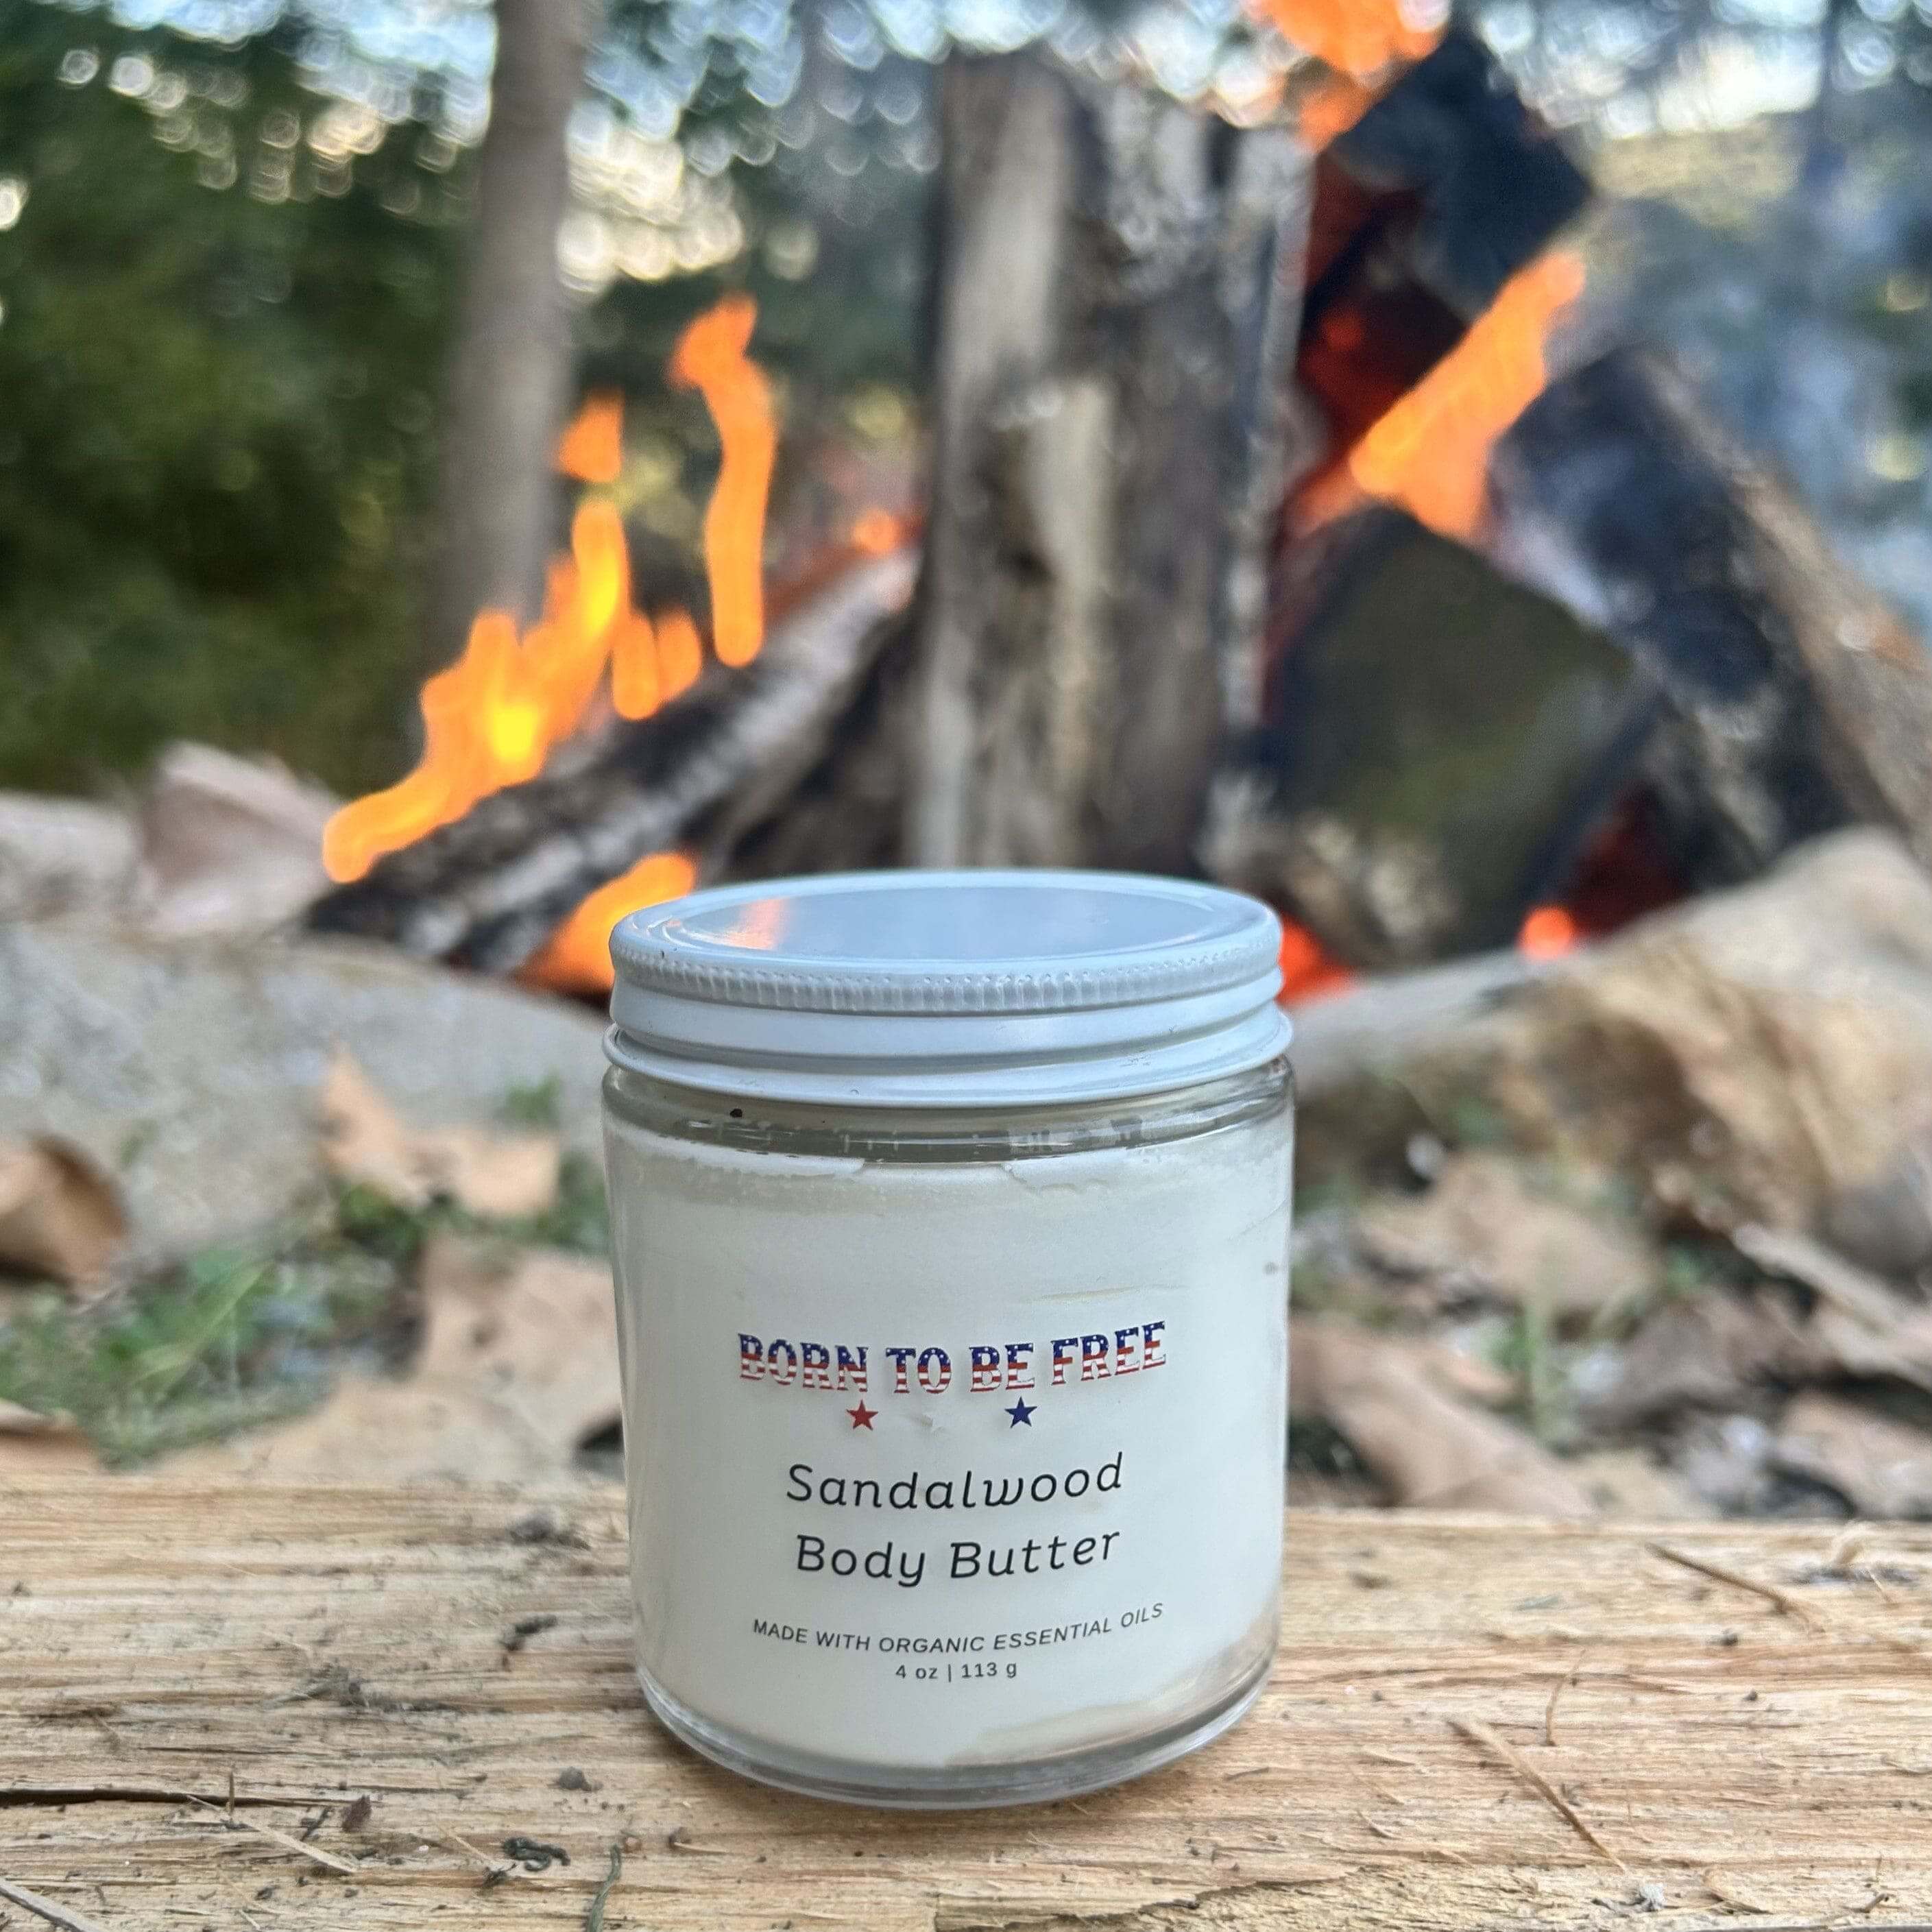 BORN TO BE FREE
Sandalwood
Body Butter
MADE WITH ORGANIC ESSENTIAL OILS
4 oz | 113 g